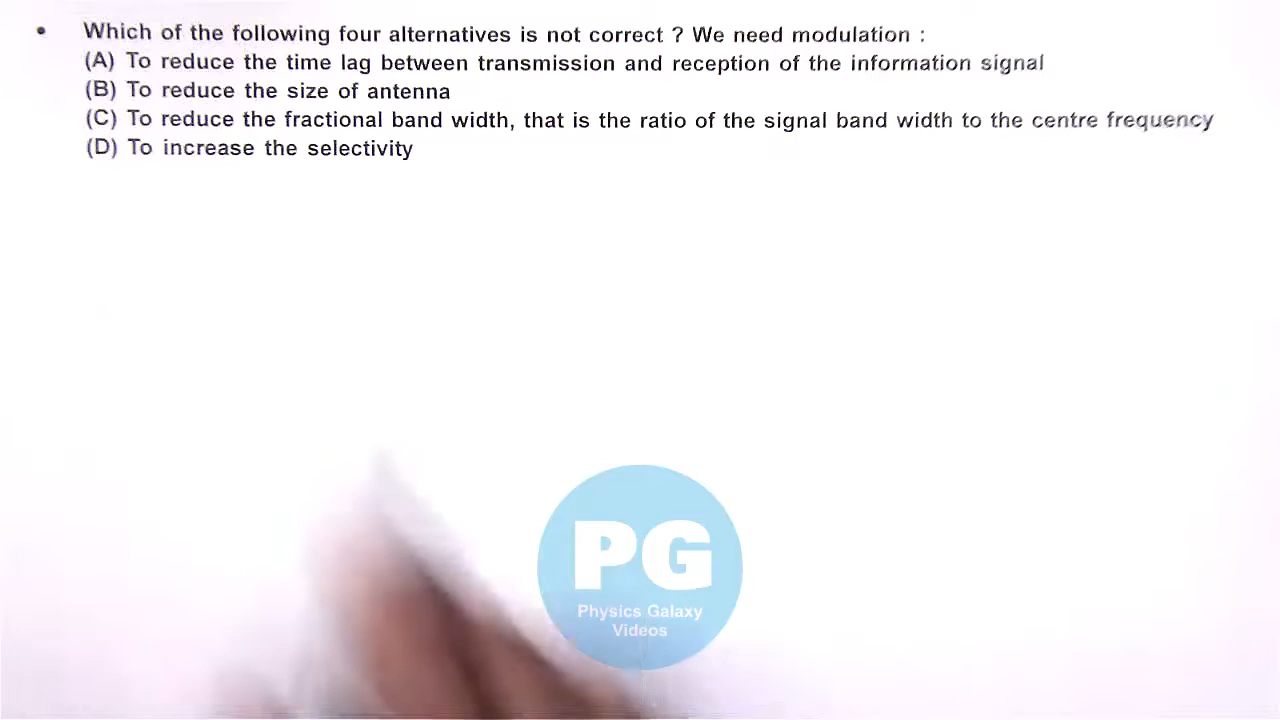 • Which of the following four alternatives is not correct ? We need modulation :
(A) To reduce the time lag between transmission and reception of the information signal
(B) To reduce the size of antenna
(C) To reduce the fractional band width, that is the ratio of the signal band width to the centre frequency
(D) To increase the selectivity
PG
Physics Galaxy
Videos